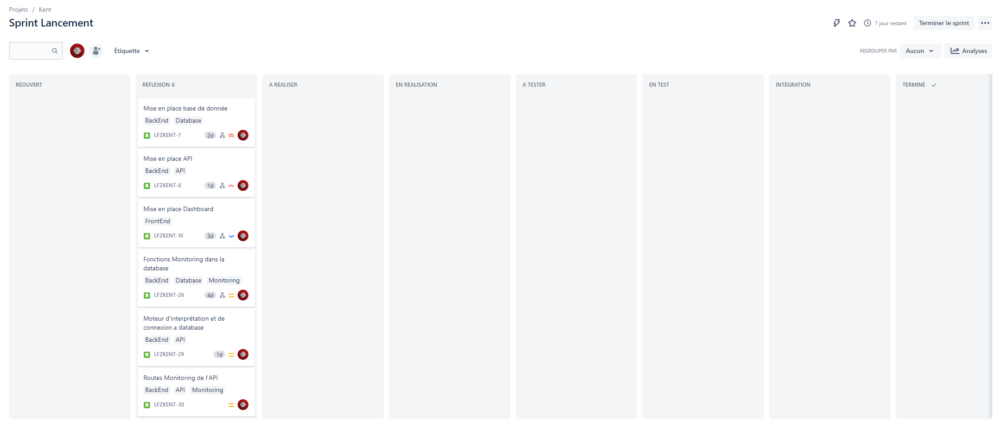 Projets / Kent
Sprint Lancement
1 jour restant
Terminer le sprint
Étiquette
REGROUPER PAR
Aucun
Analyses
RÉOUVERT
RÉFLEXION 6
A RÉALISER
EN RÉALISATION
A TESTER
EN TEST
INTÉGRATION
TERMINÉ
Mise en place base de donnée
BackEnd Database
LFZKENT-7 2d
Mise en place API
BackEnd API
LFZKENT-8 1d
Mise en place Dashboard
FrontEnd
LFZKENT-10 3d
Fonctions Monitoring dans la
database
BackEnd Database Monitoring
LFZKENT-26 4d
Moteur d'interprétation et de
connexion a database
BackEnd API
LFZKENT-29 1d
Routes Monitoring de l'API
BackEnd API Monitoring
LFZKENT-30